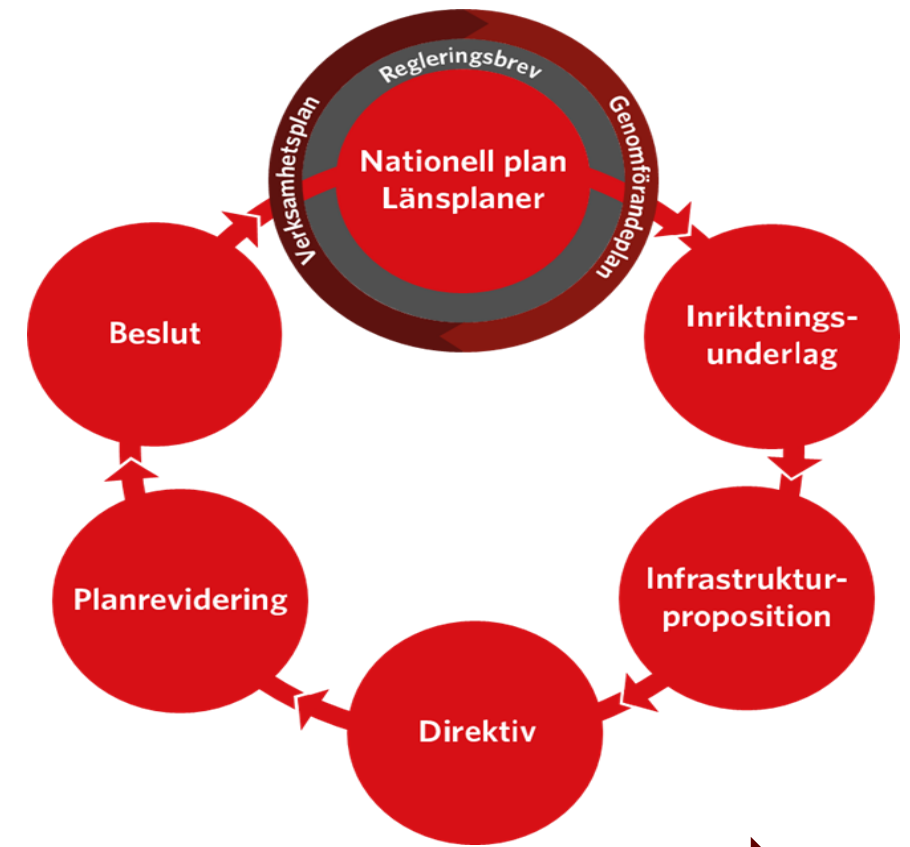 Regleringsbrev
Verksamhetsplan
Genomförandeplan
Nationell plan
Länsplaner
Inriktnings-
underlag
Infrastruktur-
proposition
Direktiv
Planrevidering
Beslut